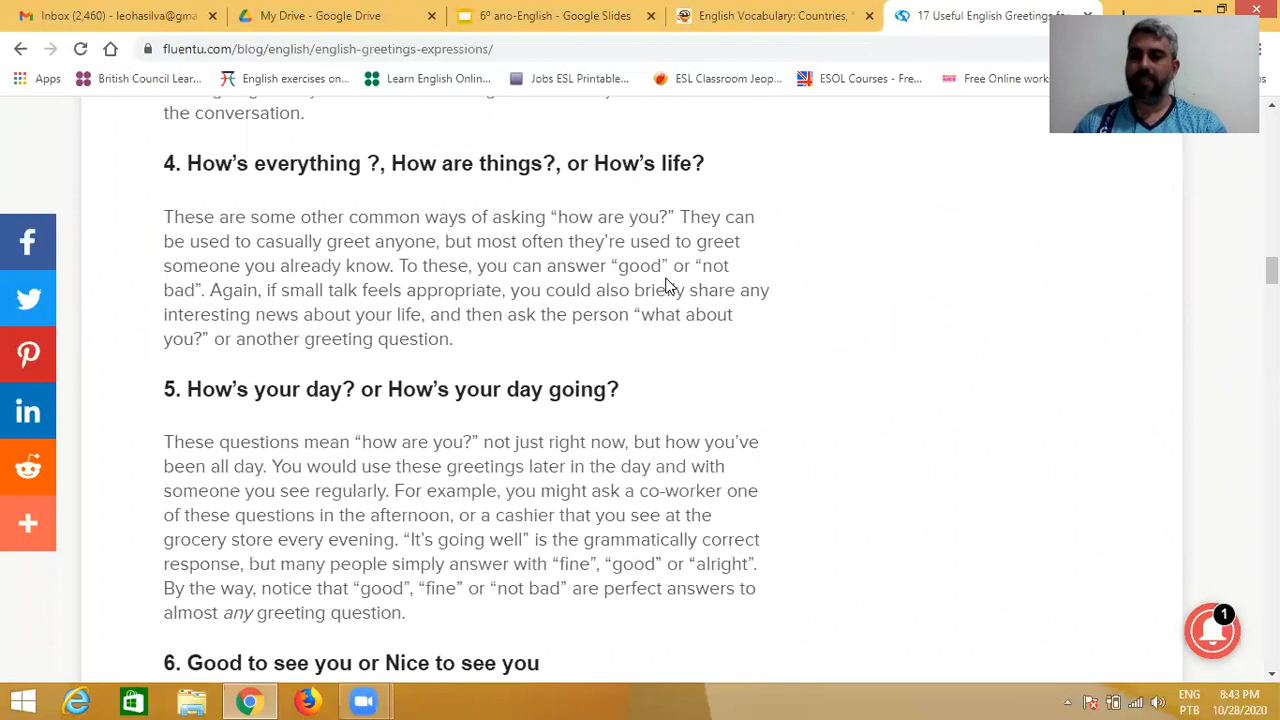 Inbox (2,460) - leohasilva@gma
My Drive - Google Drive
6º ano-English - Google Slides
English Vocabulary: Countries,
17 Useful English Greetings fo
fluentu.com/blog/english/english-greetings-expressions/
Apps
British Council Lear...
English exercises on...
Learn English Onlin...
Jobs ESL Printable...
ESL Classroom Jeop...
ESOL Courses - Fre...
Free Online
the conversation.
4. How's everything ?, How are things?, or How's life?
These are some other common ways of asking “how are you?” They can
be used to casually greet anyone, but most often they're used to greet
someone you already know. To these, you can answer “good” or “not
bad”. Again, if small talk feels appropriate, you could also briefly share any
interesting news about your life, and then ask the person “what about
you?” or another greeting question.
5. How's your day? or How's your day going?
These questions mean “how are you?” not just right now, but how you've
been all day. You would use these greetings later in the day and with
someone you see regularly. For example, you might ask a co-worker one
of these questions in the afternoon, or a cashier that you see at the
grocery store every evening. “It's going well” is the grammatically correct
response, but many people simply answer with “fine”, “good” or “alright”.
By the way, notice that “good”, “fine” or “not bad” are perfect answers to
almost any greeting question.
6. Good to see you or Nice to see you
1
ENG
PTB
8:43 PM
10/28/2020